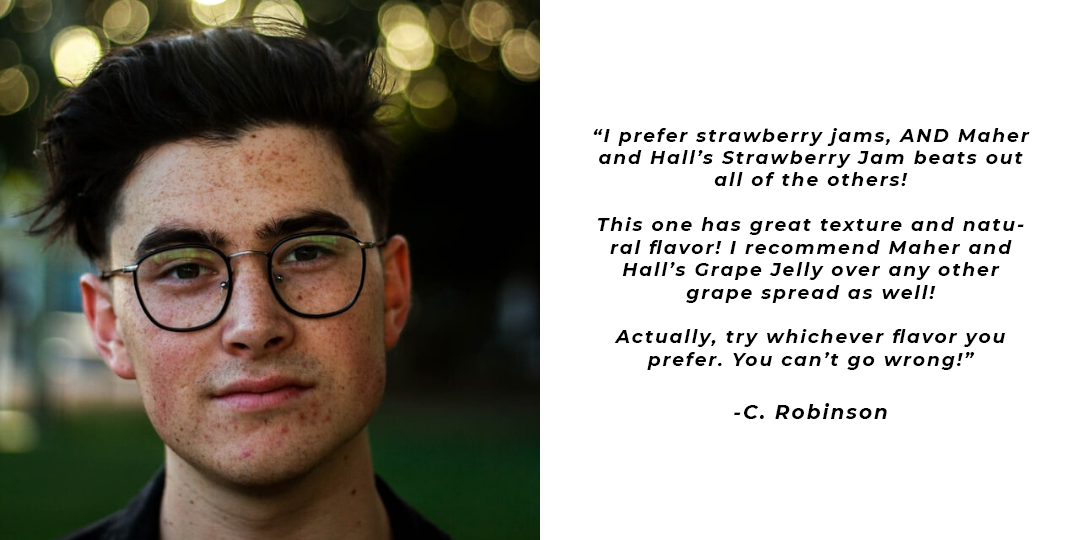 “I prefer strawberry jams, AND Maher
and Hall’s Strawberry Jam beats out
all of the others!
This one has great texture and natu-
ral flavor! I recommend Maher and
Hall’s Grape Jelly over any other
grape spread as well!
Actually, try whichever flavor you
prefer. You can’t go wrong!”
-C. Robinson